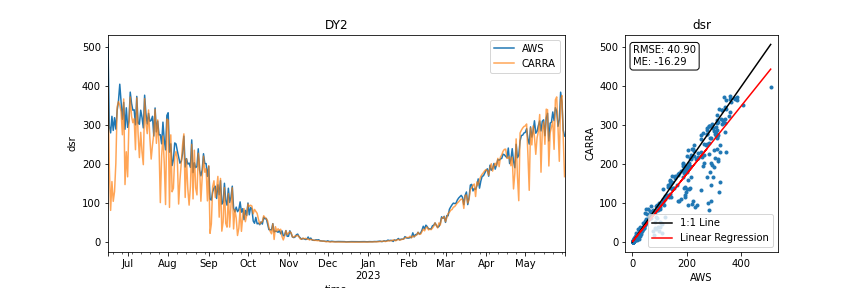 DY2
dsr
500
400
300
200
100
0
dsr
AWS
CARRA
Jul
Aug
Sep
Oct
Nov
Dec
Jan
2023
Feb
Mar
Apr
May
time
dsr
RMSE: 40.90
ME: -16.29
500
400
300
200
100
0
CARRA
1:1 Line
Linear Regression
0
200
400
AWS